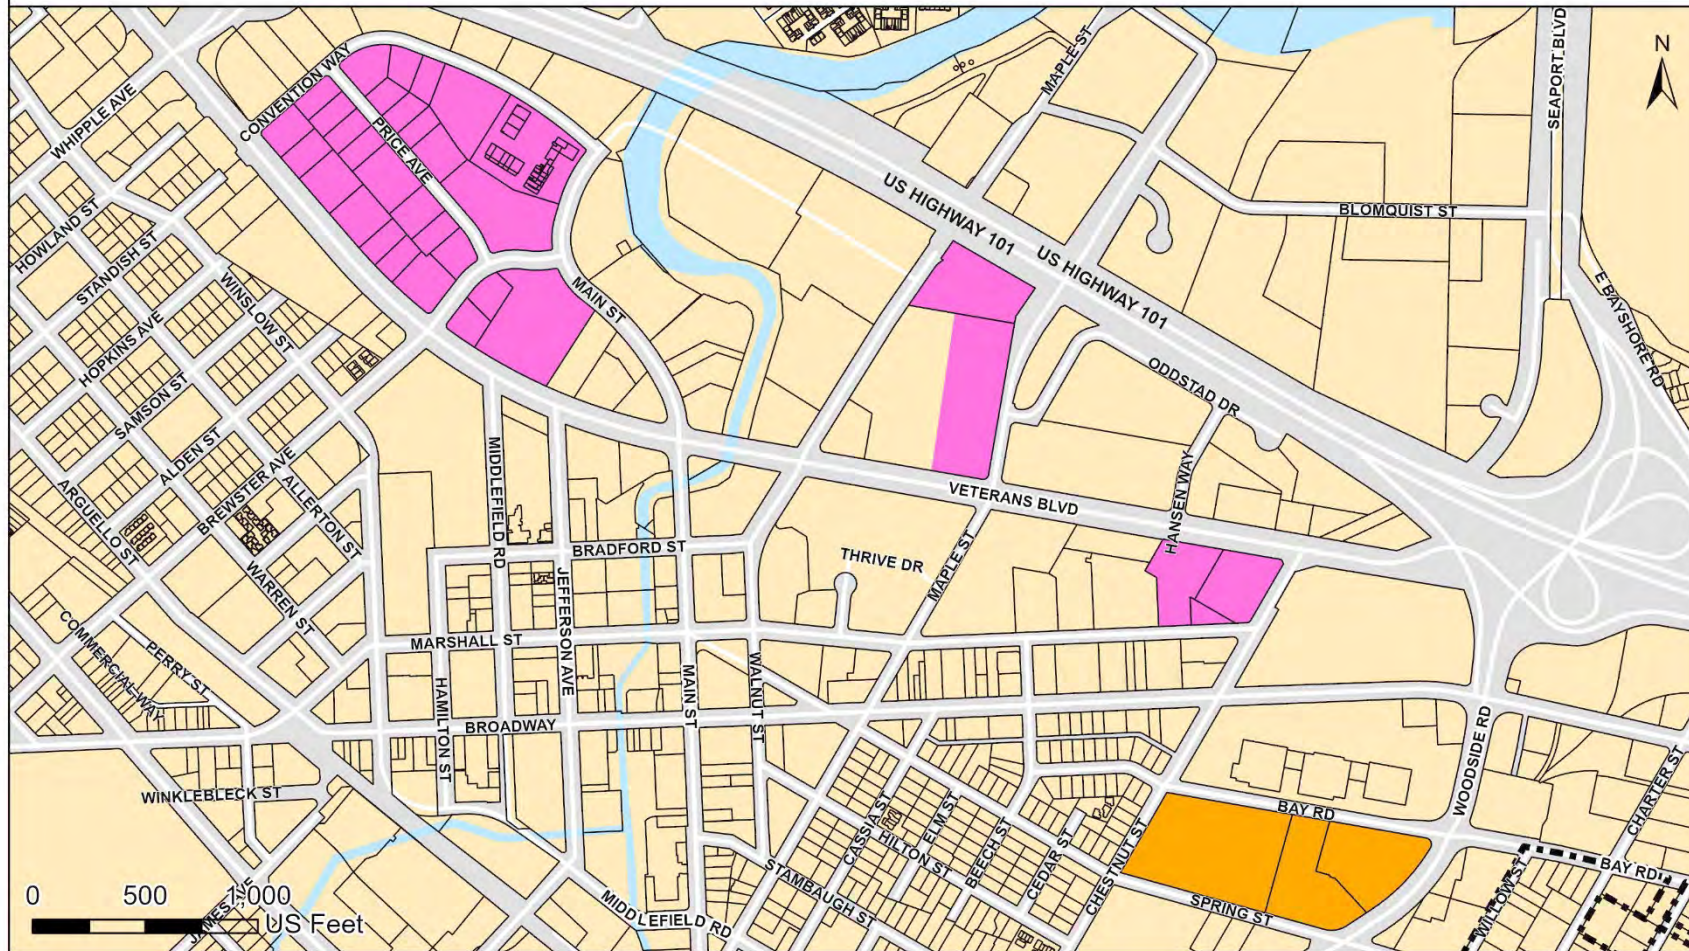 MAPLE ST
SEAPORT BLVD
N
CONVENTION WAY
WHIPPLE AVE
PRICE AVE
US HIGHWAY 101
US HIGHWAY 101
BLOMQUIST ST
HOWLAND ST
STANDISH ST
WINSLOW ST
MAIN ST
E BAYSHORE RD
HOPKINS AVE
SAMSON ST
ODDSTAD DR
ALDEN ST
BREWSTER AVE
ARGUELLO ST
ALLERTON ST
MIDDLEFIELD RD
VETERANS BLVD
HANSEN WAY
BRADFORD ST
THRIVE DR
MAPLE ST
WARREN ST
JEFFERSON AVE
COMMERCIAL WAY
PERRY ST
MARSHALL ST
HAMILTON ST
MAIN ST
WALNUT ST
BROADWAY
WOODSIDE RD
CHARTER ST
WINKLEBLECK ST
BAY RD
CASSIA ST
ELM ST
HILTON ST
BEECH ST
CEDAR ST
CHESTNUT ST
STAMBAUGH ST
SPRING ST
BAY RD
WILLOW ST
MIDDLEFIELD RD
JAMES AVE
0 500 1,000
US Feet